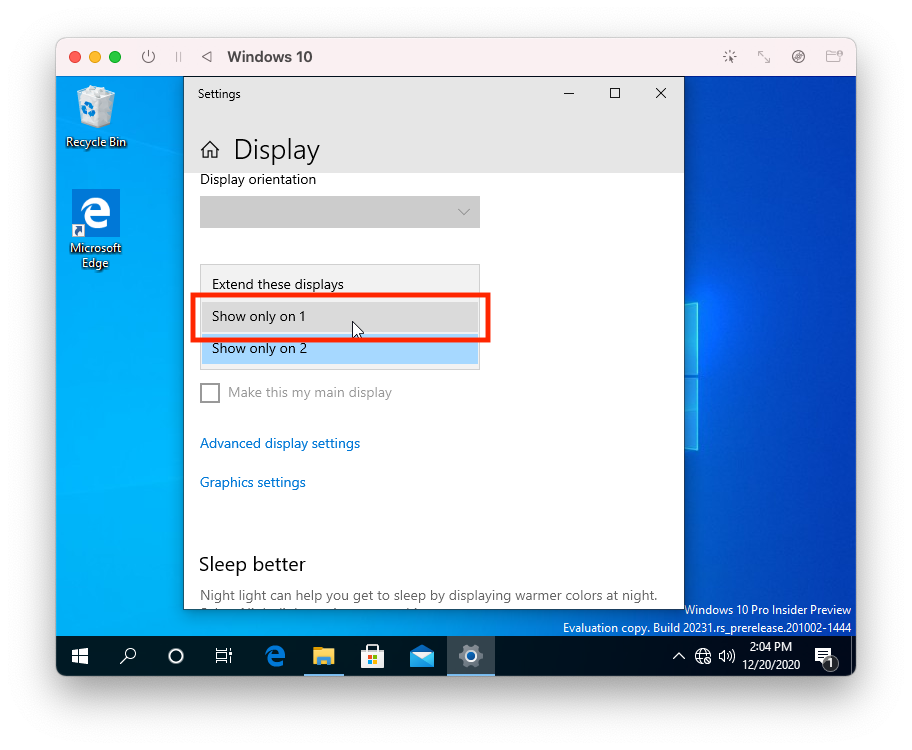 Windows 10
Recycle Bin
Microsoft
Edge
Settings
Display
Display orientation
Extend these displays
Show only on 1
Show only on 2
Make this my main display
Advanced display settings
Graphics settings
Sleep better
Night light can help you get to sleep by displaying warmer colors at night.
Windows 10 Pro Insider Preview
Evaluation copy. Build 20231.rs_prerelease.201002-1444
2:04 PM
12/20/2020
1